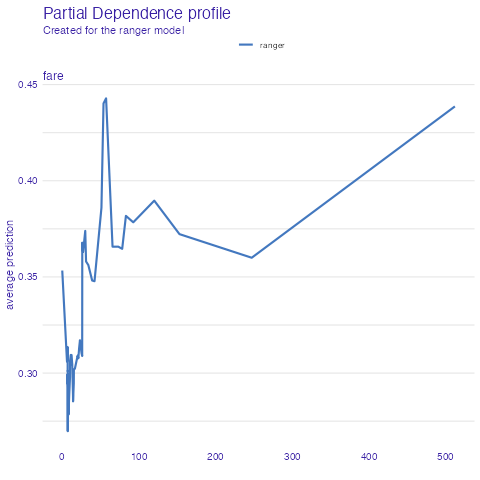 Partial Dependence profile
Created for the ranger model
ranger
fare
average prediction
0.45
0.40
0.35
0.30
0 100 200 300 400 500